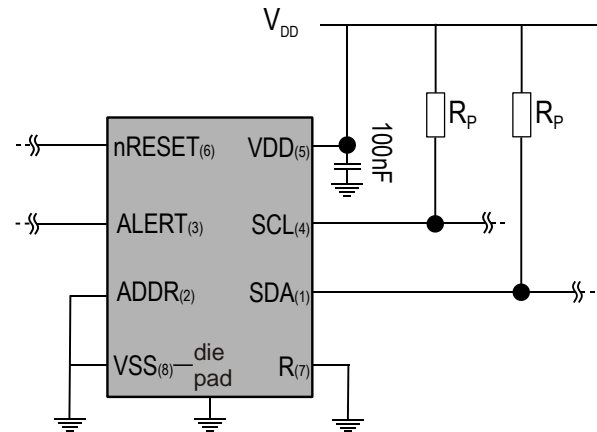 VDD
RP
RP
100nF
nRESET(6)
VDD(5)
ALERT(3)
SCL(4)
ADDR(2)
SDA(1)
VSS(8)
die
pad
R(7)